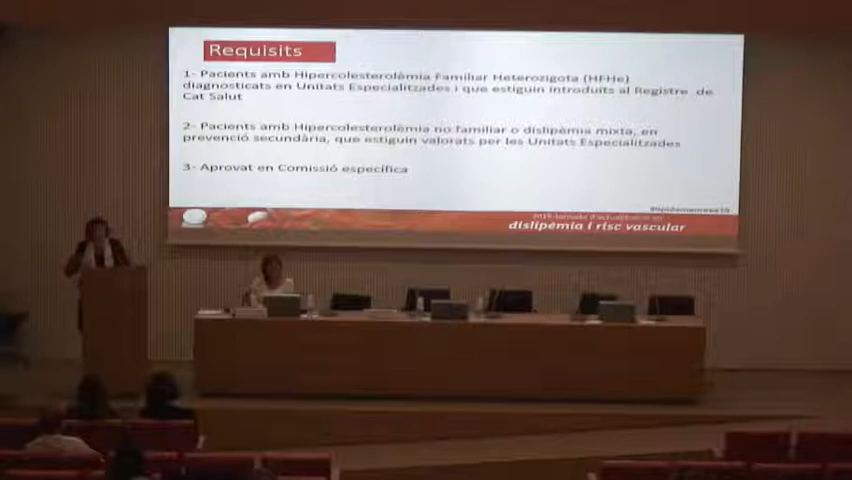 Requisits
1- Pacients amb Hipercolesterolèmia Familiar Heterozigota (HFHe)
diagnosticats en Unitats Especialitzades i que estiguin introduïts al Registre de
Cat Salut
2- Pacients amb Hipercolesterolèmia no familiar o dislipèmia mixta, en
prevenció secundària, que estiguin valorats per les Unitats Especialitzades
3- Aprovat en Comissió específica
dislipèmia i risc vascular